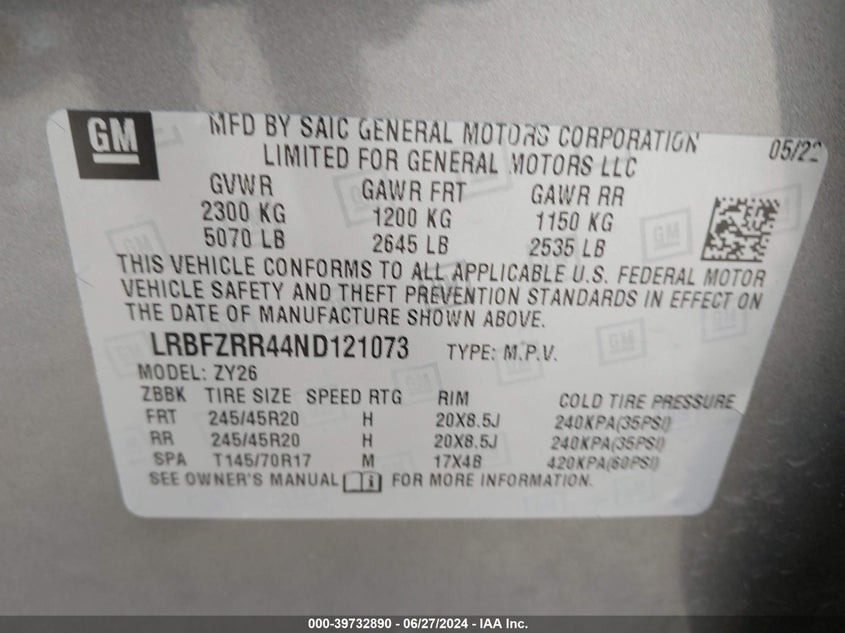 GM
MFD BY SAIC GENERAL MOTORS CORPORATION
LIMITED FOR GENERAL MOTORS LLC
05/22
GVWR GAWR FRT GAWR RR
2300 KG 1200 KG 1150 KG
5070 LB 2645 LB 2535 LB
THIS VEHICLE CONFORMS TO ALL APPLICABLE U.S. FEDERAL MOTOR
VEHICLE SAFETY AND THEFT PREVENTION STANDARDS IN EFFECT ON
THE DATE OF MANUFACTURE SHOWN ABOVE.
LRBFZRR44ND121073 TYPE: M.P.V.
MODEL: ZY26
ZBBK TIRE SIZE SPEED RTG RIM COLD TIRE PRESSURE
FRT 245/45R20 H 20X8.5J 240KPA(35PSI)
RR 245/45R20 H 20X8.5J 240KPA(35PSI)
SPA T145/70R17 M 17X4B 420KPA(60PSI)
SEE OWNER'S MANUAL FOR MORE INFORMATION.
000-39732890 - 06/27/2024 - IAA Inc.